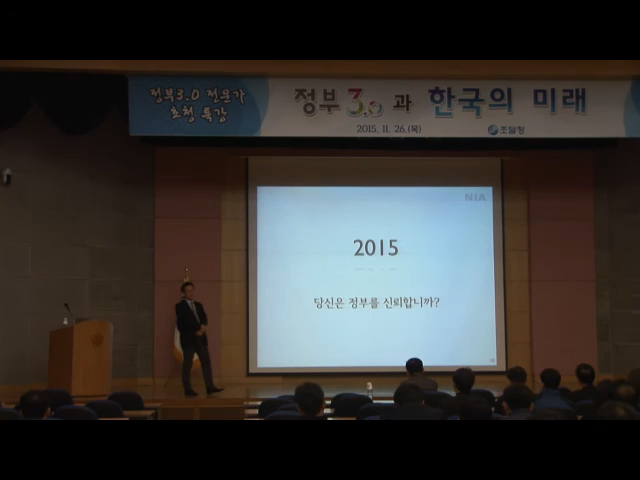 정부3.0 전문가
초청 특강
정부 3.0 과 한국의 미래
2015. 11. 26.(목)
조달청
NIA
2015
당신은 정부를 신뢰합니까?